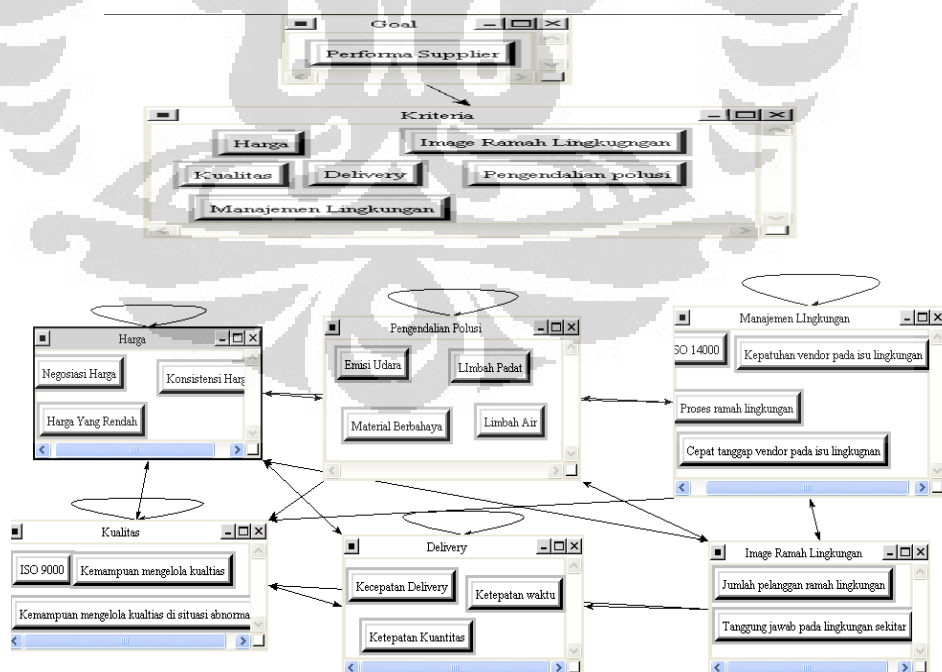 Goal
Performa Supplier
Kriteria
Harga
Image Ramah Lingkugngan
Kualitas
Delivery
Pengendalian polusi
Manajemen Lingkungan
Harga
Negosiasi Harga
Konsistensi Harg
Harga Yang Rendah
Pengendalian Polusi
Emisi Udara
LImbah Padat
Material Berbahaya
Limbah Air
Manajemen LIngkungan
SO 14000
Kepatuhan vendor pada isu lingkungan
Proses ramah lingkungan
Cepat tanggap vendor pada isu lingkugnan
Kualitas
ISO 9000
Kemampuan mengelola kualtias
Kemampuan mengelola kualtias di situasi abnorma
Delivery
Kecepatan Delivery
Ketepatan waktu
Ketepatan Kuantitas
Image Ramah Lingkungan
Jumlah pelanggan ramah lingkungan
Tanggung jawab pada lingkungan sekitar